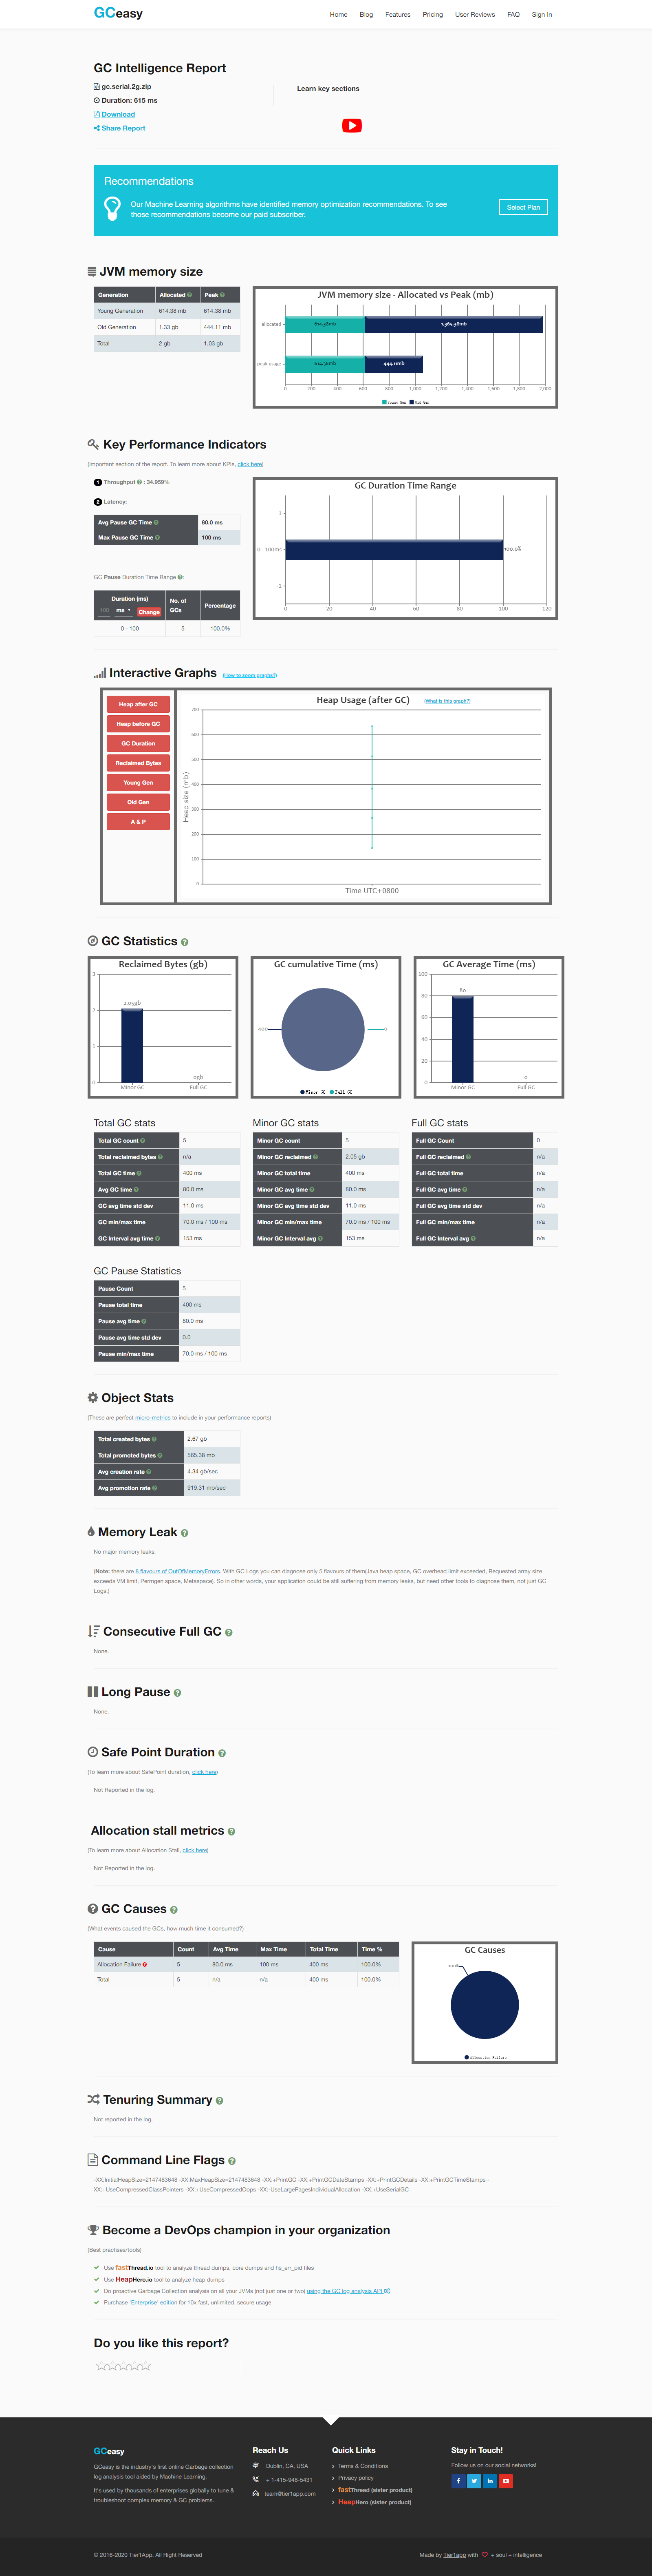 GCeasy
Home Blog Features Pricing User Reviews FAQ Sign In
GC Intelligence Report
gc.serial.2g.zip
Duration: 615 ms
Download
Share Report
Learn key sections
Recommendations
Our Machine Learning algorithms have identified memory optimization recommendations. To see
those recommendations become our paid subscriber.
Select Plan
JVM memory size
Generation Allocated Peak
Young Generation 614.38 mb 614.38 mb
Old Generation 1.33 gb 444.11 mb
Total 2 gb 1.03 gb
JVM memory size - Allocated vs Peak (mb)
allocated 614.38mb 1,365.38mb
peak usage 614.38mb 444.11mb
0 200 400 600 800 1,000 1,200 1,400 1,600 1,800 2,000
Young Gen Old Gen
Key Performance Indicators
(Important section of the report. To learn more about KPIs, click here)
1 Throughput : 34.959%
2 Latency:
Avg Pause GC Time 80.0 ms
Max Pause GC Time 100 ms
GC Pause Duration Time Range :
Duration (ms) No. of GCs Percentage
100 ms Change
0 - 100 5 100.0%
GC Duration Time Range
1
0 - 100ms 100.0%
-1
0 20 40 60 80 100 120
Interactive Graphs (How to zoom graphs?)
Heap after GC
Heap before GC
GC Duration
Reclaimed Bytes
Young Gen
Old Gen
A & P
Heap Usage (after GC) (What is this graph?)
Heap size (mb)
700
600
500
400
300
200
100
0
Time UTC+0800
GC Statistics
Reclaimed Bytes (gb)
3
2
1
0
2.05gb
0gb
Minor GC Full GC
GC cumulative Time (ms)
400 0
Minor GC Full GC
GC Average Time (ms)
100
80
60
40
20
0
80
0
Minor GC Full GC
Total GC stats
Total GC count 5
Total reclaimed bytes n/a
Total GC time 400 ms
Avg GC time 80.0 ms
GC avg time std dev 11.0 ms
GC min/max time 70.0 ms / 100 ms
GC Interval avg time 153 ms
Minor GC stats
Minor GC count 5
Minor GC reclaimed 2.05 gb
Minor GC total time 400 ms
Minor GC avg time 80.0 ms
Minor GC avg time std dev 11.0 ms
Minor GC min/max time 70.0 ms / 100 ms
Minor GC Interval avg 153 ms
Full GC stats
Full GC Count 0
Full GC reclaimed n/a
Full GC total time n/a
Full GC avg time n/a
Full GC avg time std dev n/a
Full GC min/max time n/a
Full GC Interval avg n/a
GC Pause Statistics
Pause Count 5
Pause total time 400 ms
Pause avg time 80.0 ms
Pause avg time std dev 0.0
Pause min/max time 70.0 ms / 100 ms
Object Stats
(These are perfect micro-metrics to include in your performance reports)
Total created bytes 2.67 gb
Total promoted bytes 565.38 mb
Avg creation rate 4.34 gb/sec
Avg promotion rate 919.31 mb/sec
Memory Leak
No major memory leaks.
(Note: there are 8 flavours of OutOfMemoryErrors. With GC Logs you can diagnose only 5 flavours of them(Java heap space, GC overhead limit exceeded, Requested array size
exceeds VM limit, Permgen space, Metaspace). So in other words, your application could be still suffering from memory leaks, but need other tools to diagnose them, not just GC
Logs.)
Consecutive Full GC
None.
Long Pause
None.
Safe Point Duration
(To learn more about SafePoint duration, click here)
Not Reported in the log.
Allocation stall metrics
(To learn more about Allocation Stall, click here)
Not Reported in the log.
GC Causes
(What events caused the GCs, how much time it consumed?)
Cause Count Avg Time Max Time Total Time Time %
Allocation Failure 5 80.0 ms 100 ms 400 ms 100.0%
Total 5 n/a n/a 400 ms 100.0%
GC Causes
100%
Allocation Failure
Tenuring Summary
Not reported in the log.
Command Line Flags
-XX:InitialHeapSize=2147483648 -XX:MaxHeapSize=2147483648 -XX:+PrintGC -XX:+PrintGCDateStamps -XX:+PrintGCDetails -XX:+PrintGCTimeStamps -
XX:+UseCompressedClassPointers -XX:+UseCompressedOops -XX:-UseLargePagesIndividualAllocation -XX:+UseSerialGC
Become a DevOps champion in your organization
(Best practises/tools)
Use fastThread.io tool to analyze thread dumps, core dumps and hs_err_pid files
Use HeapHero.io tool to analyze heap dumps
Do proactive Garbage Collection analysis on all your JVMs (not just one or two) using the GC log analysis API
Purchase 'Enterprise' edition for 10x fast, unlimited, secure usage
Do you like this report?
GCeasy
GCeasy is the industry's first online Garbage collection
log analysis tool aided by Machine Learning.
It's used by thousands of enterprises globally to tune &
troubleshoot complex memory & GC problems.
Reach Us
Dublin, CA, USA
+ 1-415-948-5431
team@tier1app.com
Quick Links
Terms & Conditions
Privacy policy
fastThread (sister product)
HeapHero (sister product)
Stay in Touch!
Follow us on our social networks!
© 2016-2020 Tier1App. All Right Reserved
Made by Tier1app with + soul + intelligence